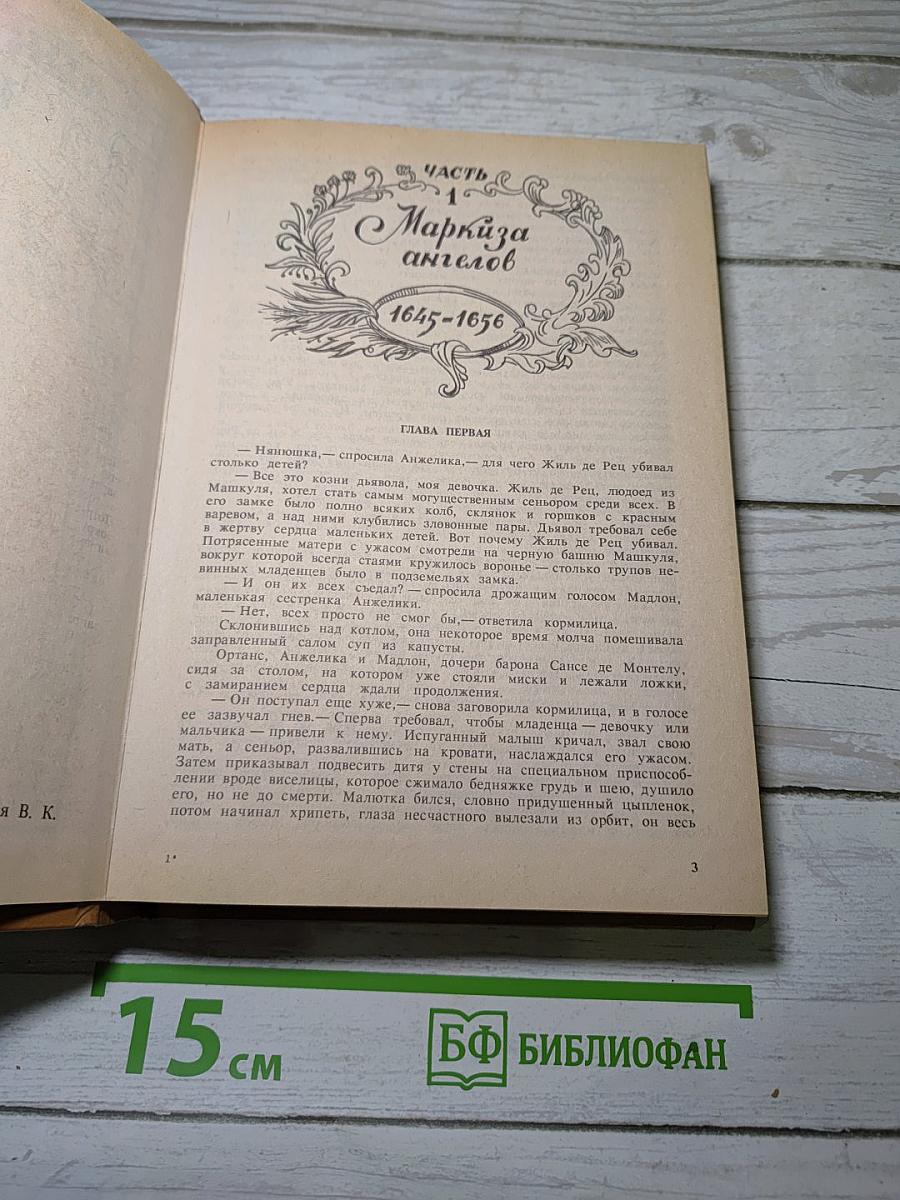 ЧАСТЬ
1
Маркиза
ангелов
1645-1656
ГЛАВА ПЕРВАЯ
— Нянюшка,— спросила Анжелика,— для чего Жиль де Рец убивал
столько детей?
— Все это козни дьявола, моя девочка. Жиль де Рец, людоед из
Машкуля, хотел стать самым могущественным сеньором среди всех. В
его замке было полно всяких колб, склянок и горшков с красным
варевом, а над ними клубились зловонные пары. Дьявол требовал себе
в жертву сердца маленьких детей. Вот почему Жиль де Рец убивал.
Потрясенные матери с ужасом смотрели на черную башню Машкуля,
вокруг которой всегда стаями кружилось воронье — столько трупов не-
винных младенцев было в подземельях замка.
— И он их всех съедал? — спросила дрожащим голосом Мадлон,
маленькая сестренка Анжелики.
— Нет, всех просто не смог бы,— ответила кормилица.
Склонившись над котлом, она некоторое время молча помешивала
заправленный салом суп из капусты.
Ортанс, Анжелика и Мадлон, дочери барона Сансе де Монтелу,
сидя за столом, на котором уже стояли миски и лежали ложки,
с замиранием сердца ждали продолжения.
— Он поступал еще хуже,— снова заговорила кормилица, и в голосе
ее зазвучал гнев.— Сперва требовал, чтобы младенца — девочку или
мальчика — привели к нему. Испуганный малыш кричал, звал свою
мать, а сеньор, развалившись на кровати, наслаждался его ужасом.
Затем приказывал подвесить дитя у стены на специальном приспособ-
лении вроде виселицы, которое сжимало бедняжке грудь и шею, душило
его, но не до смерти. Малютка бился, словно придушенный цыпленок,
потом начинал хрипеть, глаза несчастного вылезали из орбит, он весь
1*
3
я В. К.
15 см
БФ БИБЛИОФАН